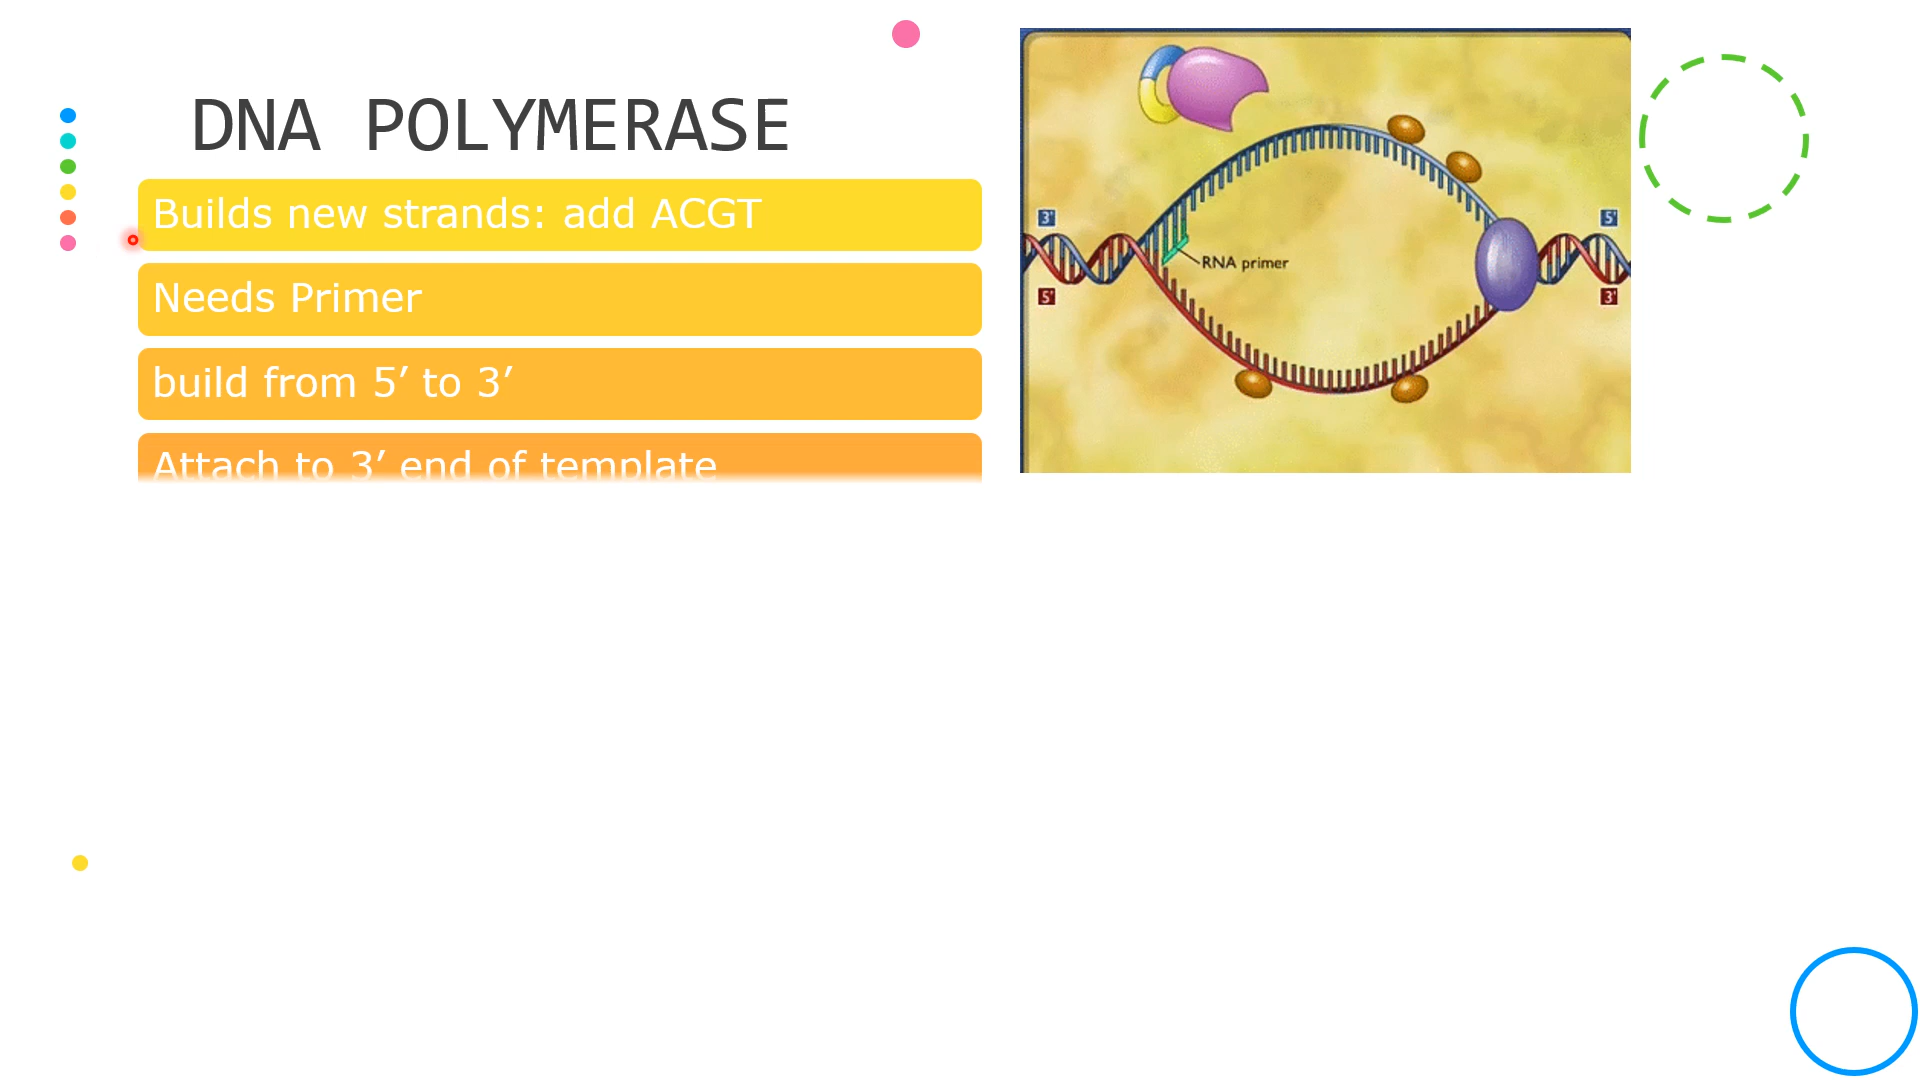 DNA POLYMERASE
Builds new strands: add ACGT
Needs Primer
build from 5’ to 3’
Attach to 3’ end of template
3'
5'
RNA primer
5'
3'